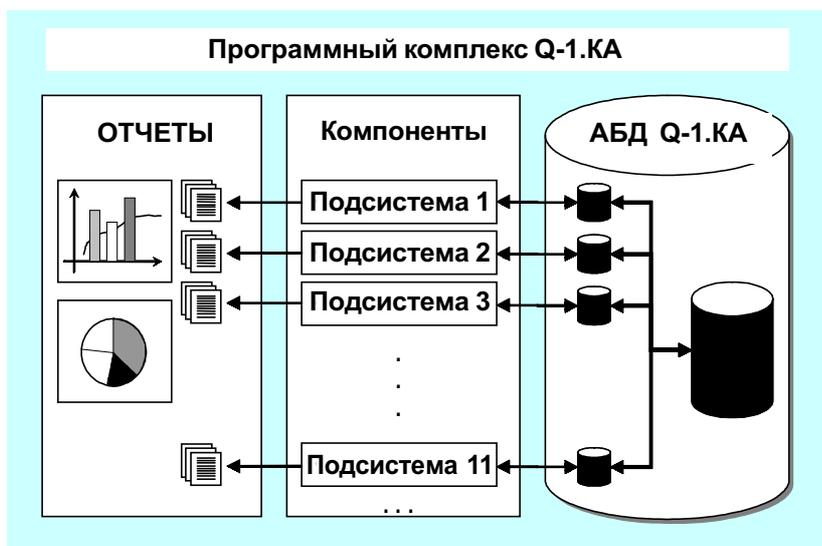 Программный комплекс Q-1.КА
ОТЧЕТЫ
Компоненты
АБД Q-1.КА
Подсистема 1
Подсистема 2
Подсистема 3
.
.
.
Подсистема 11
. . .